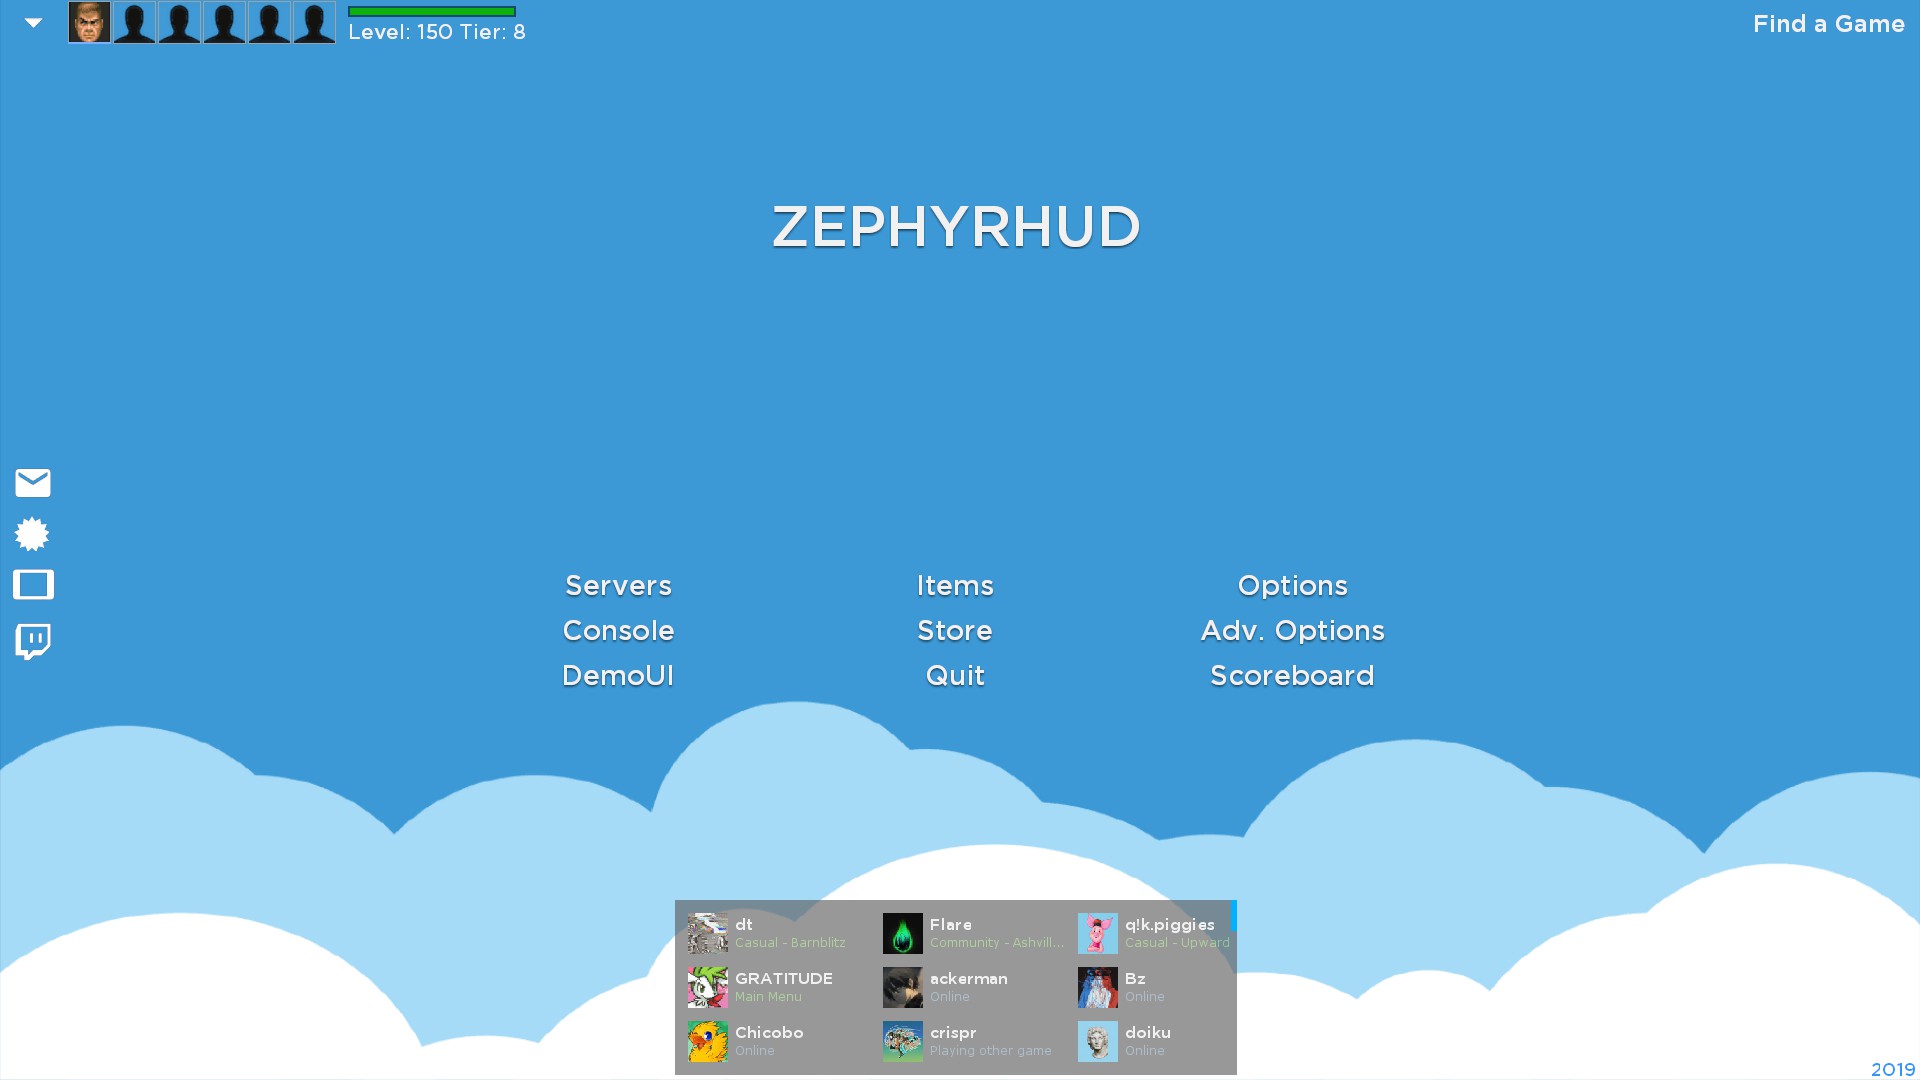 Level: 150 Tier: 8
Find a Game
ZEPHYRHUD
Servers
Items
Options
Console
Store
Adv. Options
DemoUI
Quit
Scoreboard
dt
Casual - Barnblitz
Flare
Community - Ashvill...
q!k.piggies
Casual - Upward
GRATITUDE
Main Menu
ackerman
Online
Bz
Online
Chicobo
Online
crispr
Playing other game
doiku
Online
2019